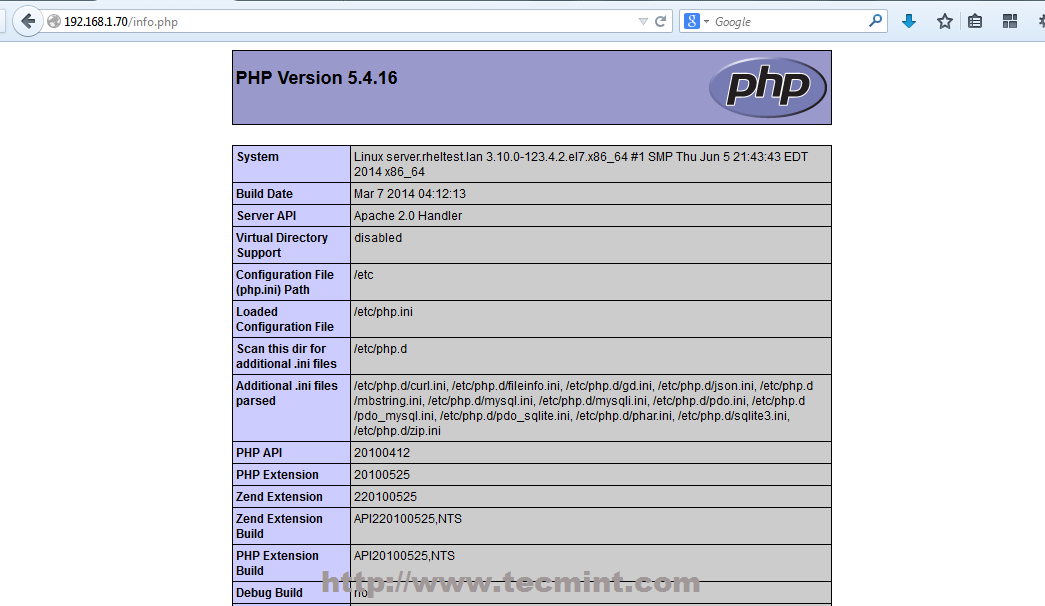 192.168.1.70/info.php
8
Google
PHP Version 5.4.16
php
System
Linux server.rheltest.lan 3.10.0-123.4.2.el7.x86_64 #1 SMP Thu Jun 5 21:43:43 EDT
2014 x86_64
Build Date
Mar 7 2014 04:12:13
Server API
Apache 2.0 Handler
Virtual Directory
Support
disabled
Configuration File
(php.ini) Path
/etc
Loaded
Configuration File
/etc/php.ini
Scan this dir for
additional .ini files
/etc/php.d
Additional .ini files
parsed
/etc/php.d/curl.ini, /etc/php.d/fileinfo.ini, /etc/php.d/gd.ini, /etc/php.d/json.ini, /etc/php.d
/mbstring.ini, /etc/php.d/mysql.ini, /etc/php.d/mysqli.ini, /etc/php.d/pdo.ini, /etc/php.d
/pdo_mysql.ini, /etc/php.d/pdo_sqlite.ini, /etc/php.d/phar.ini, /etc/php.d/sqlite3.ini,
/etc/php.d/zip.ini
PHP API
20100412
PHP Extension
20100525
Zend Extension
220100525
Zend Extension
Build
API220100525,NTS
PHP Extension
Build
API20100525,NTS
http://www.tecmint.com
Debug Build
no